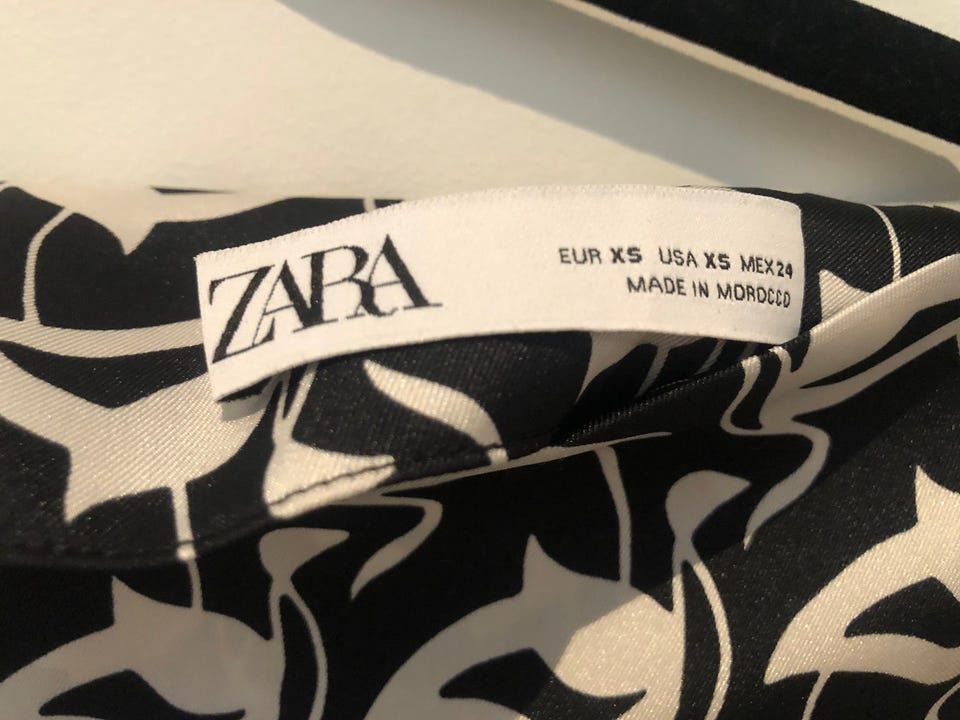 ZARA
EUR XS USA XS MEX 24
MADE IN MOROCCO